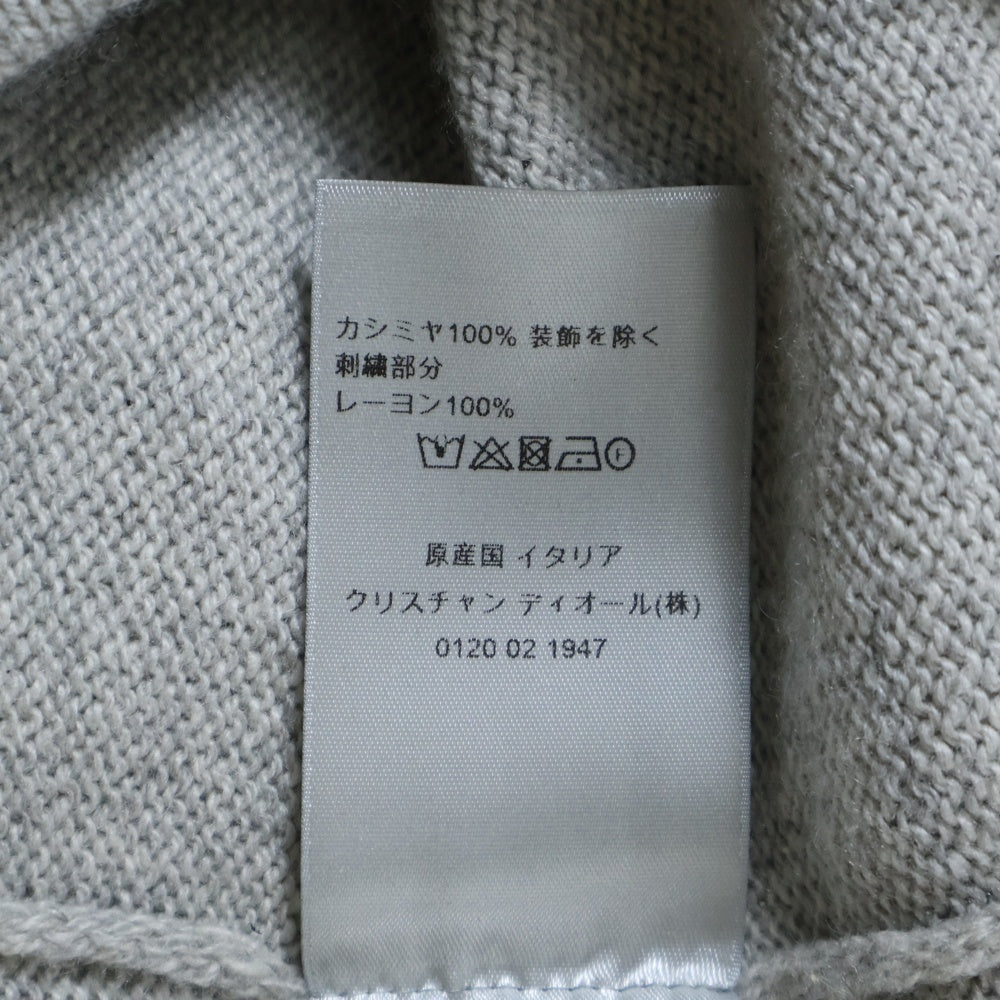 カシミヤ100% 装飾を除く
刺繍部分
レーヨン100%
F
原産国 イタリア
クリスチャン ディオール(株)
0120 02 1947